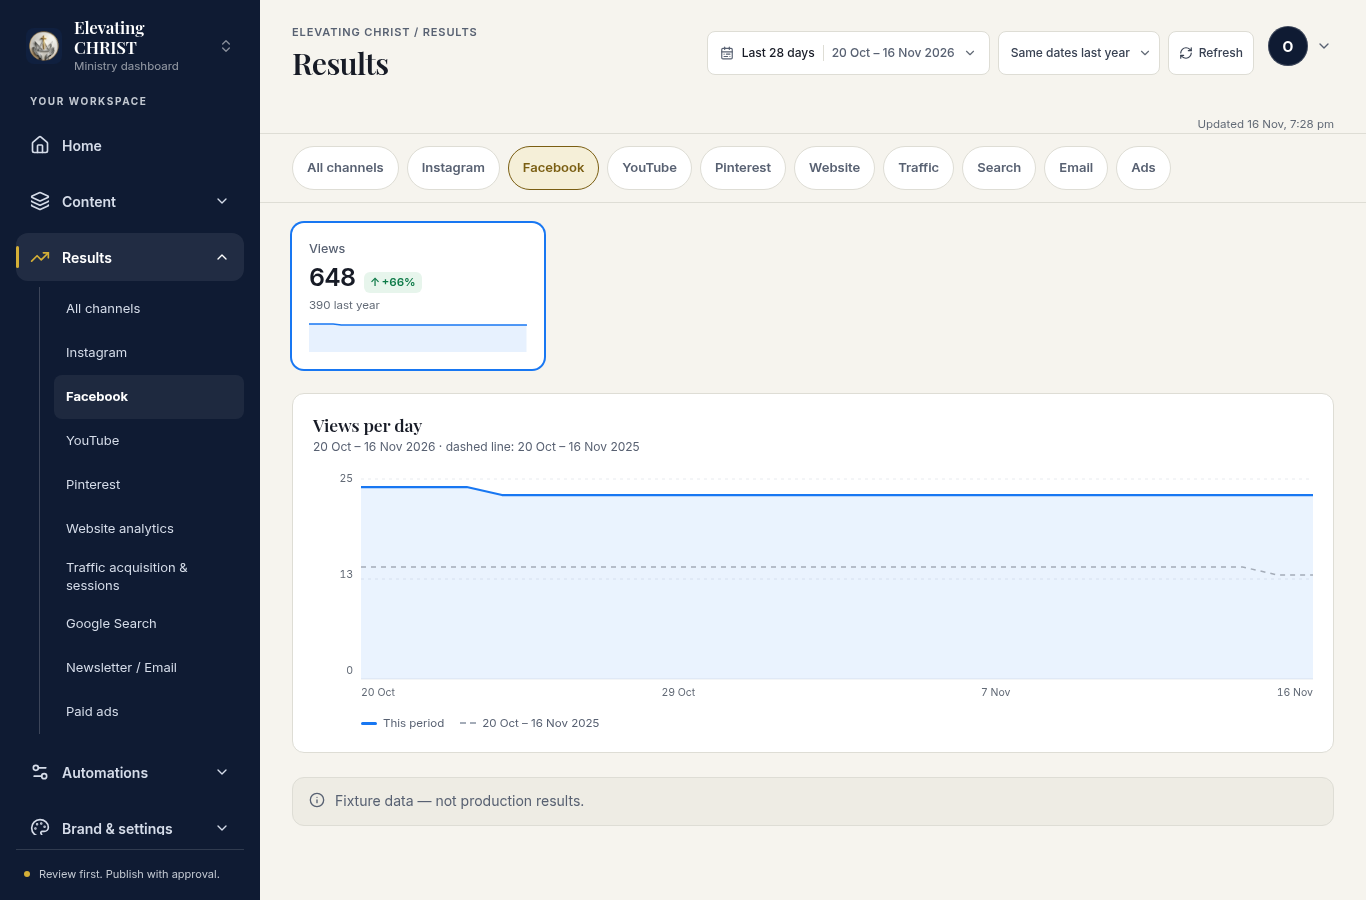 Elevating
CHRIST
Ministry dashboard
YOUR WORKSPACE
Home
Content
Results
All channels
Instagram
Facebook
YouTube
Pinterest
Website analytics
Traffic acquisition &
sessions
Google Search
Newsletter / Email
Paid ads
Automations
Brand & settings
Review first. Publish with approval.
ELEVATING CHRIST / RESULTS
Results
Last 28 days 20 Oct – 16 Nov 2026
Same dates last year
Refresh
O
Updated 16 Nov, 7:28 pm
All channels Instagram Facebook YouTube Pinterest Website Traffic Search Email Ads
Views
648 ↑ +66%
390 last year
Views per day
20 Oct – 16 Nov 2026 · dashed line: 20 Oct – 16 Nov 2025
25
13
0
20 Oct 29 Oct 7 Nov 16 Nov
This period 20 Oct – 16 Nov 2025
Fixture data — not production results.